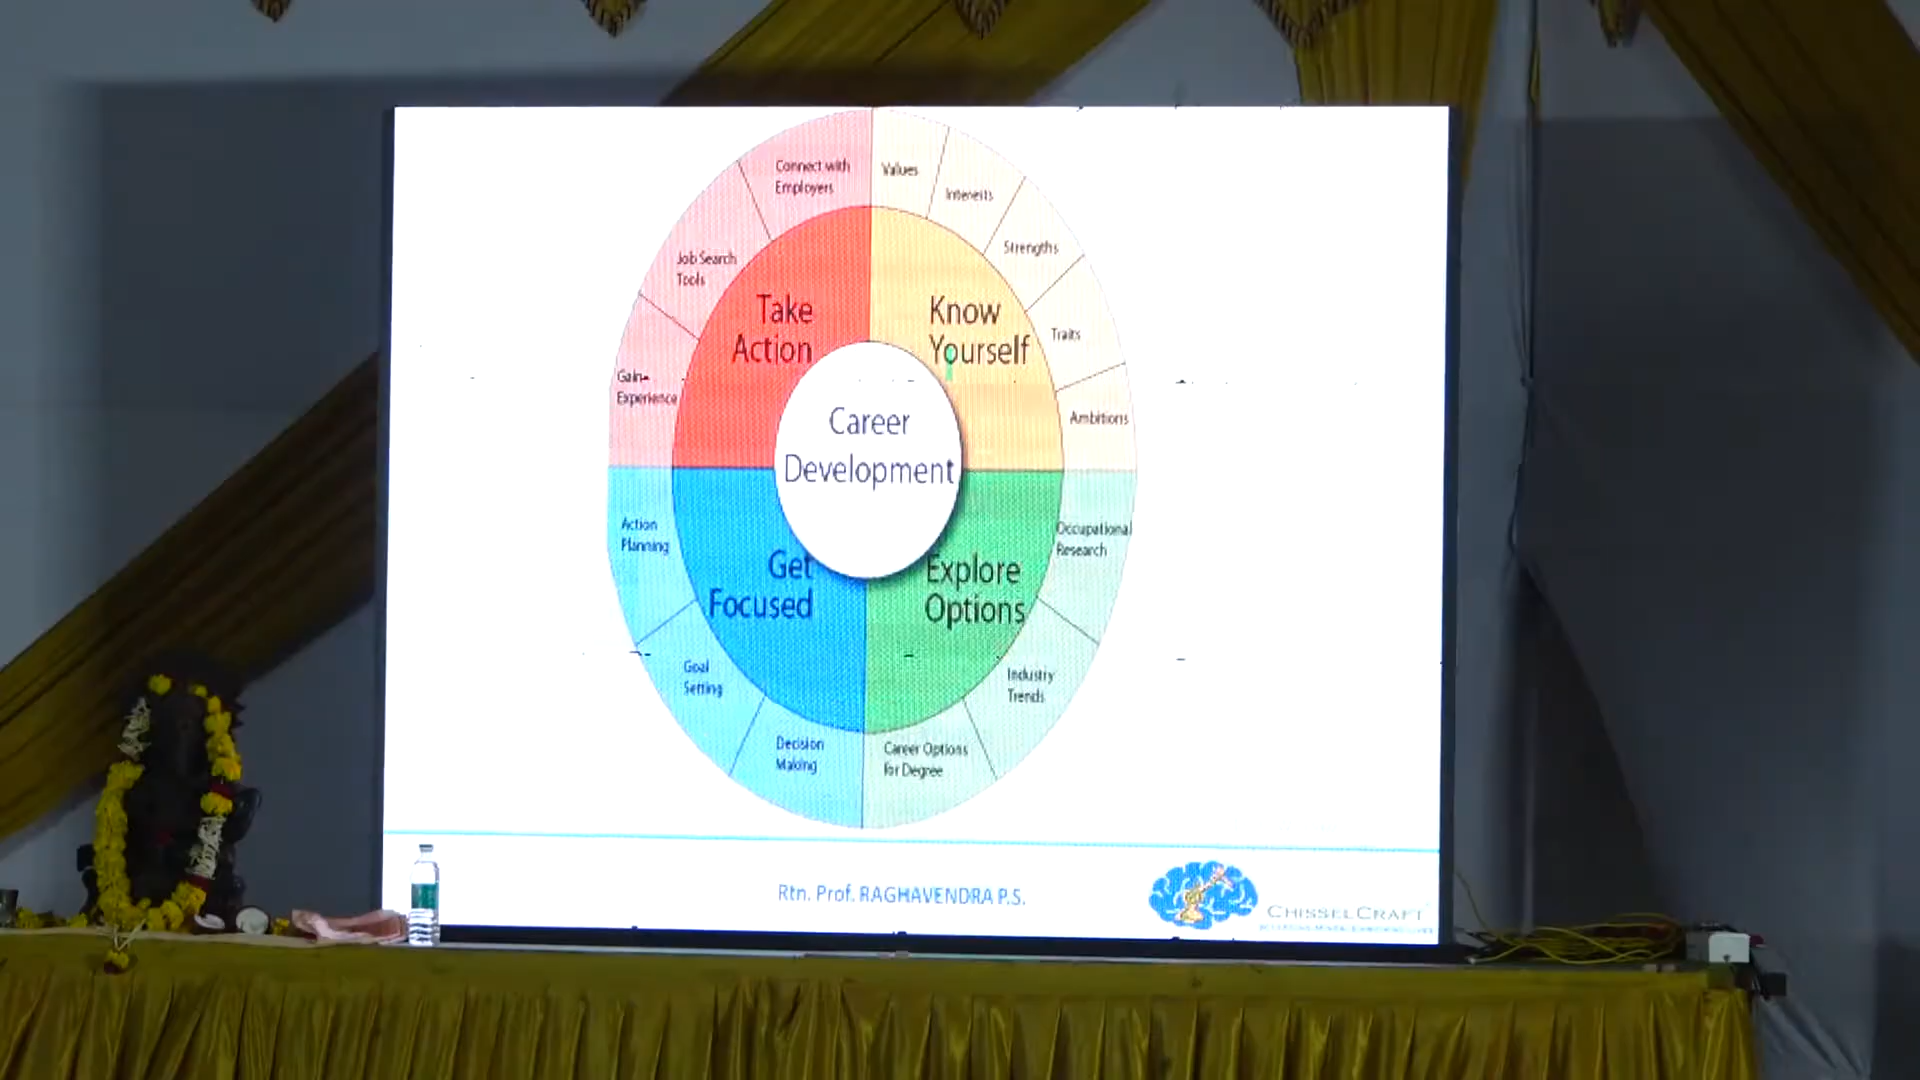 Connect with
Employers
Values
Interests
Strengths
Job Search
Tools
Take
Action
Know
Yourself
Traits
Gain
Experience
Ambitions
Career
Development
Action
Planning
Occupational
Research
Get
Focused
Explore
Options
Goal
Setting
Industry
Trends
Decision
Making
Career Options
for Degree
Rtn. Prof. RAGHAVENDRA P.S.
CHISSELCRAFT